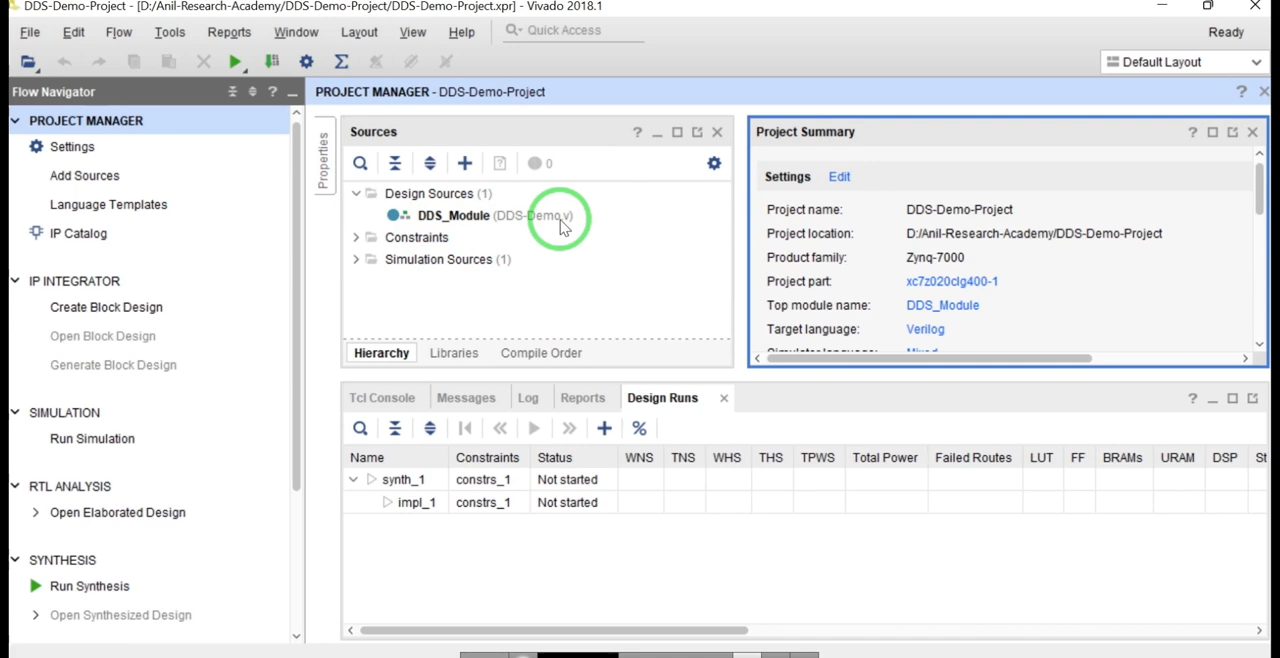 DDS-Demo-Project - [D:/Anil-Research-Academy/DDS-Demo-Project/DDS-Demo-Project.xpr] - Vivado 2018.1
File Edit Flow Tools Reports Window Layout View Help Quick Access Ready
Default Layout
Flow Navigator
PROJECT MANAGER - DDS-Demo-Project
PROJECT MANAGER
Settings
Add Sources
Language Templates
IP Catalog
IP INTEGRATOR
Create Block Design
Open Block Design
Generate Block Design
SIMULATION
Run Simulation
RTL ANALYSIS
Open Elaborated Design
SYNTHESIS
Run Synthesis
Open Synthesized Design
Properties
Sources
0
Design Sources (1)
DDS_Module (DDS-Demo.v)
Constraints
Simulation Sources (1)
Hierarchy Libraries Compile Order
Project Summary
Settings Edit
Project name: DDS-Demo-Project
Project location: D:/Anil-Research-Academy/DDS-Demo-Project
Product family: Zynq-7000
Project part: xc7z020clg400-1
Top module name: DDS_Module
Target language: Verilog
Tcl Console Messages Log Reports Design Runs
Name Constraints Status WNS TNS WHS THS TPWS Total Power Failed Routes LUT FF BRAMs URAM DSP St
synth_1 constrs_1 Not started
impl_1 constrs_1 Not started